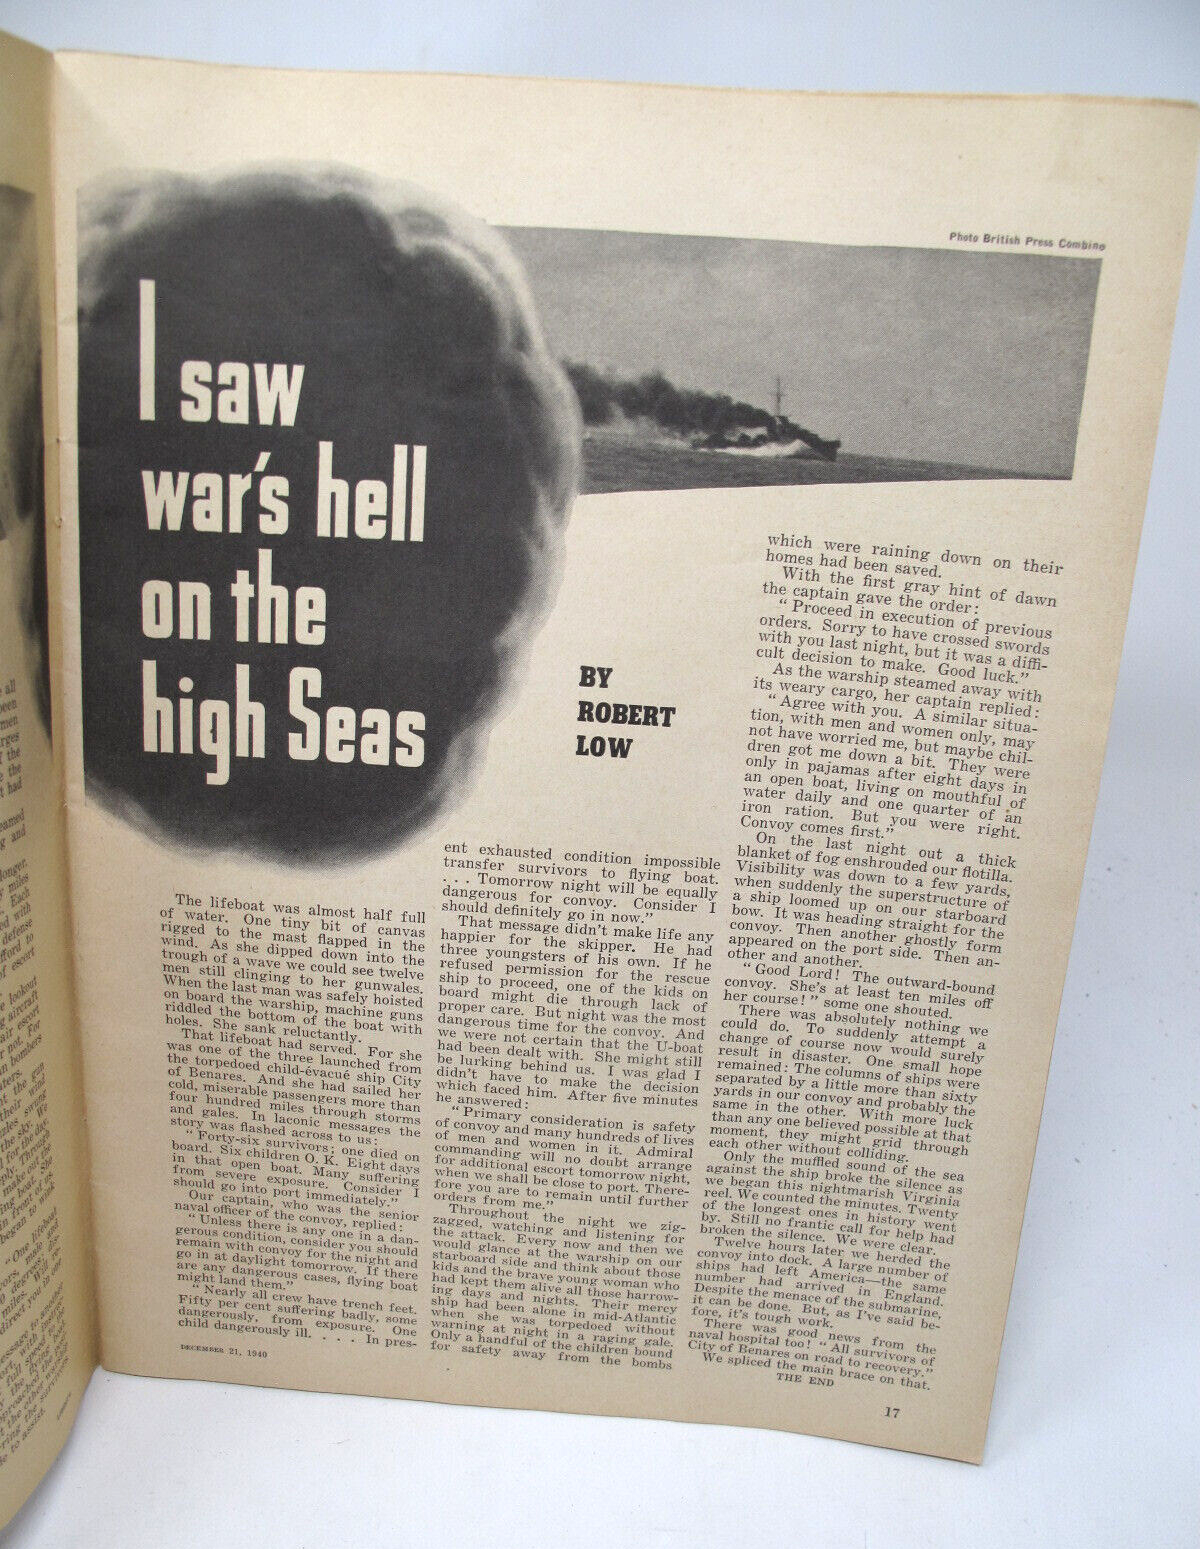 Photo British Press Combine
I saw
war's hell
on the
high Seas
BY
ROBERT
LOW
The lifeboat was almost half full
of water. One tiny bit of canvas
rigged to the mast flapped in the
wind. As she dipped down into the
trough of a wave we could see twelve
men still clinging to her gunwales.
When the last man was safely hoisted
on board the warship, machine guns
riddled the bottom of the boat with
holes. She sank reluctantly.
That lifeboat had served. For she
was one of the three launched from
the torpedoed child-évacué ship City
of Benares. And she had sailed her
cold, miserable passengers more than
four hundred miles through storms
and gales. In laconic messages the
story was flashed across to us:
"Forty-six survivors; one died on
board. Six children O. K. Eight days
in that open boat. Many suffering
from severe exposure. Consider I
should go into port immediately."
Our captain, who was the senior
naval officer of the convoy, replied:
"Unless there is any one in a dan-
gerous condition, consider you should
remain with convoy for the night and
go in at daylight tomorrow. If there
are any dangerous cases, flying boat
might land them."
"Nearly all crew have trench feet.
Fifty per cent suffering badly, some
dangerously, from exposure. One
child dangerously ill. . . . In pres-
ent exhausted condition impossible
transfer survivors to flying boat.
. . . Tomorrow night will be equally
dangerous for convoy. Consider I
should definitely go in now."
That message didn't make life any
happier for the skipper. He had
three youngsters of his own. If he
refused permission for the rescue
ship to proceed, one of the kids on
board might die through lack of
proper care. But night was the most
dangerous time for the convoy. And
we were not certain that the U-boat
had been dealt with. She might still
be lurking behind us. I was glad I
didn't have to make the decision
which faced him. After five minutes
he answered:
"Primary consideration is safety
of convoy and many hundreds of lives
of men and women in it. Admiral
commanding will no doubt arrange
for additional escort tomorrow night,
when we shall be close to port. There-
fore you are to remain until further
orders from me."
Throughout the night we zig-
zagged, watching and listening for
the attack. Every now and then we
would glance at the warship on our
starboard side and think about those
kids and the brave young woman who
had kept them alive all those harrow-
ing days and nights. Their mercy
ship had been alone in mid-Atlantic
when she was torpedoed without
warning at night in a raging gale.
Only a handful of the children bound
for safety away from the bombs
which were raining down on their
homes had been saved.
With the first gray hint of dawn
the captain gave the order:
"Proceed in execution of previous
orders. Sorry to have crossed swords
with you last night, but it was a diffi-
cult decision to make. Good luck."
As the warship steamed away with
its weary cargo, her captain replied:
"Agree with you. A similar situa-
tion, with men and women only, may
not have worried me, but maybe chil-
dren got me down a bit. They were
only in pajamas after eight days in
an open boat, living on mouthful of
water daily and one quarter of an
iron ration. But you were right.
Convoy comes first."
On the last night out a thick
blanket of fog enshrouded our flotilla.
Visibility was down to a few yards,
when suddenly the superstructure of
a ship loomed up on our starboard
bow. It was heading straight for the
convoy. Then another ghostly form
appeared on the port side. Then an-
other and another.
"Good Lord! The outward-bound
convoy. She's at least ten miles off
her course!" some one shouted.
There was absolutely nothing we
could do. To suddenly attempt a
change of course now would surely
result in disaster. One small hope
remained: The columns of ships were
separated by a little more than sixty
yards in our convoy and probably the
same in the other. With more luck
than any one believed possible at that
moment, they might grid through
each other without colliding.
Only the muffled sound of the sea
against the ship broke the silence as
we began this nightmarish Virginia
reel. We counted the minutes. Twenty
of the longest ones in history went
by. Still no frantic call for help had
broken the silence. We were clear.
Twelve hours later we herded the
convoy into dock. A large number of
ships had left America—the same
number had arrived in England.
Despite the menace of the submarine,
it can be done. But, as I've said be-
fore, it's tough work.
There was good news from the
naval hospital too! "All survivors of
City of Benares on road to recovery."
We spliced the main brace on that.
THE END
DECEMBER 21, 1940
17